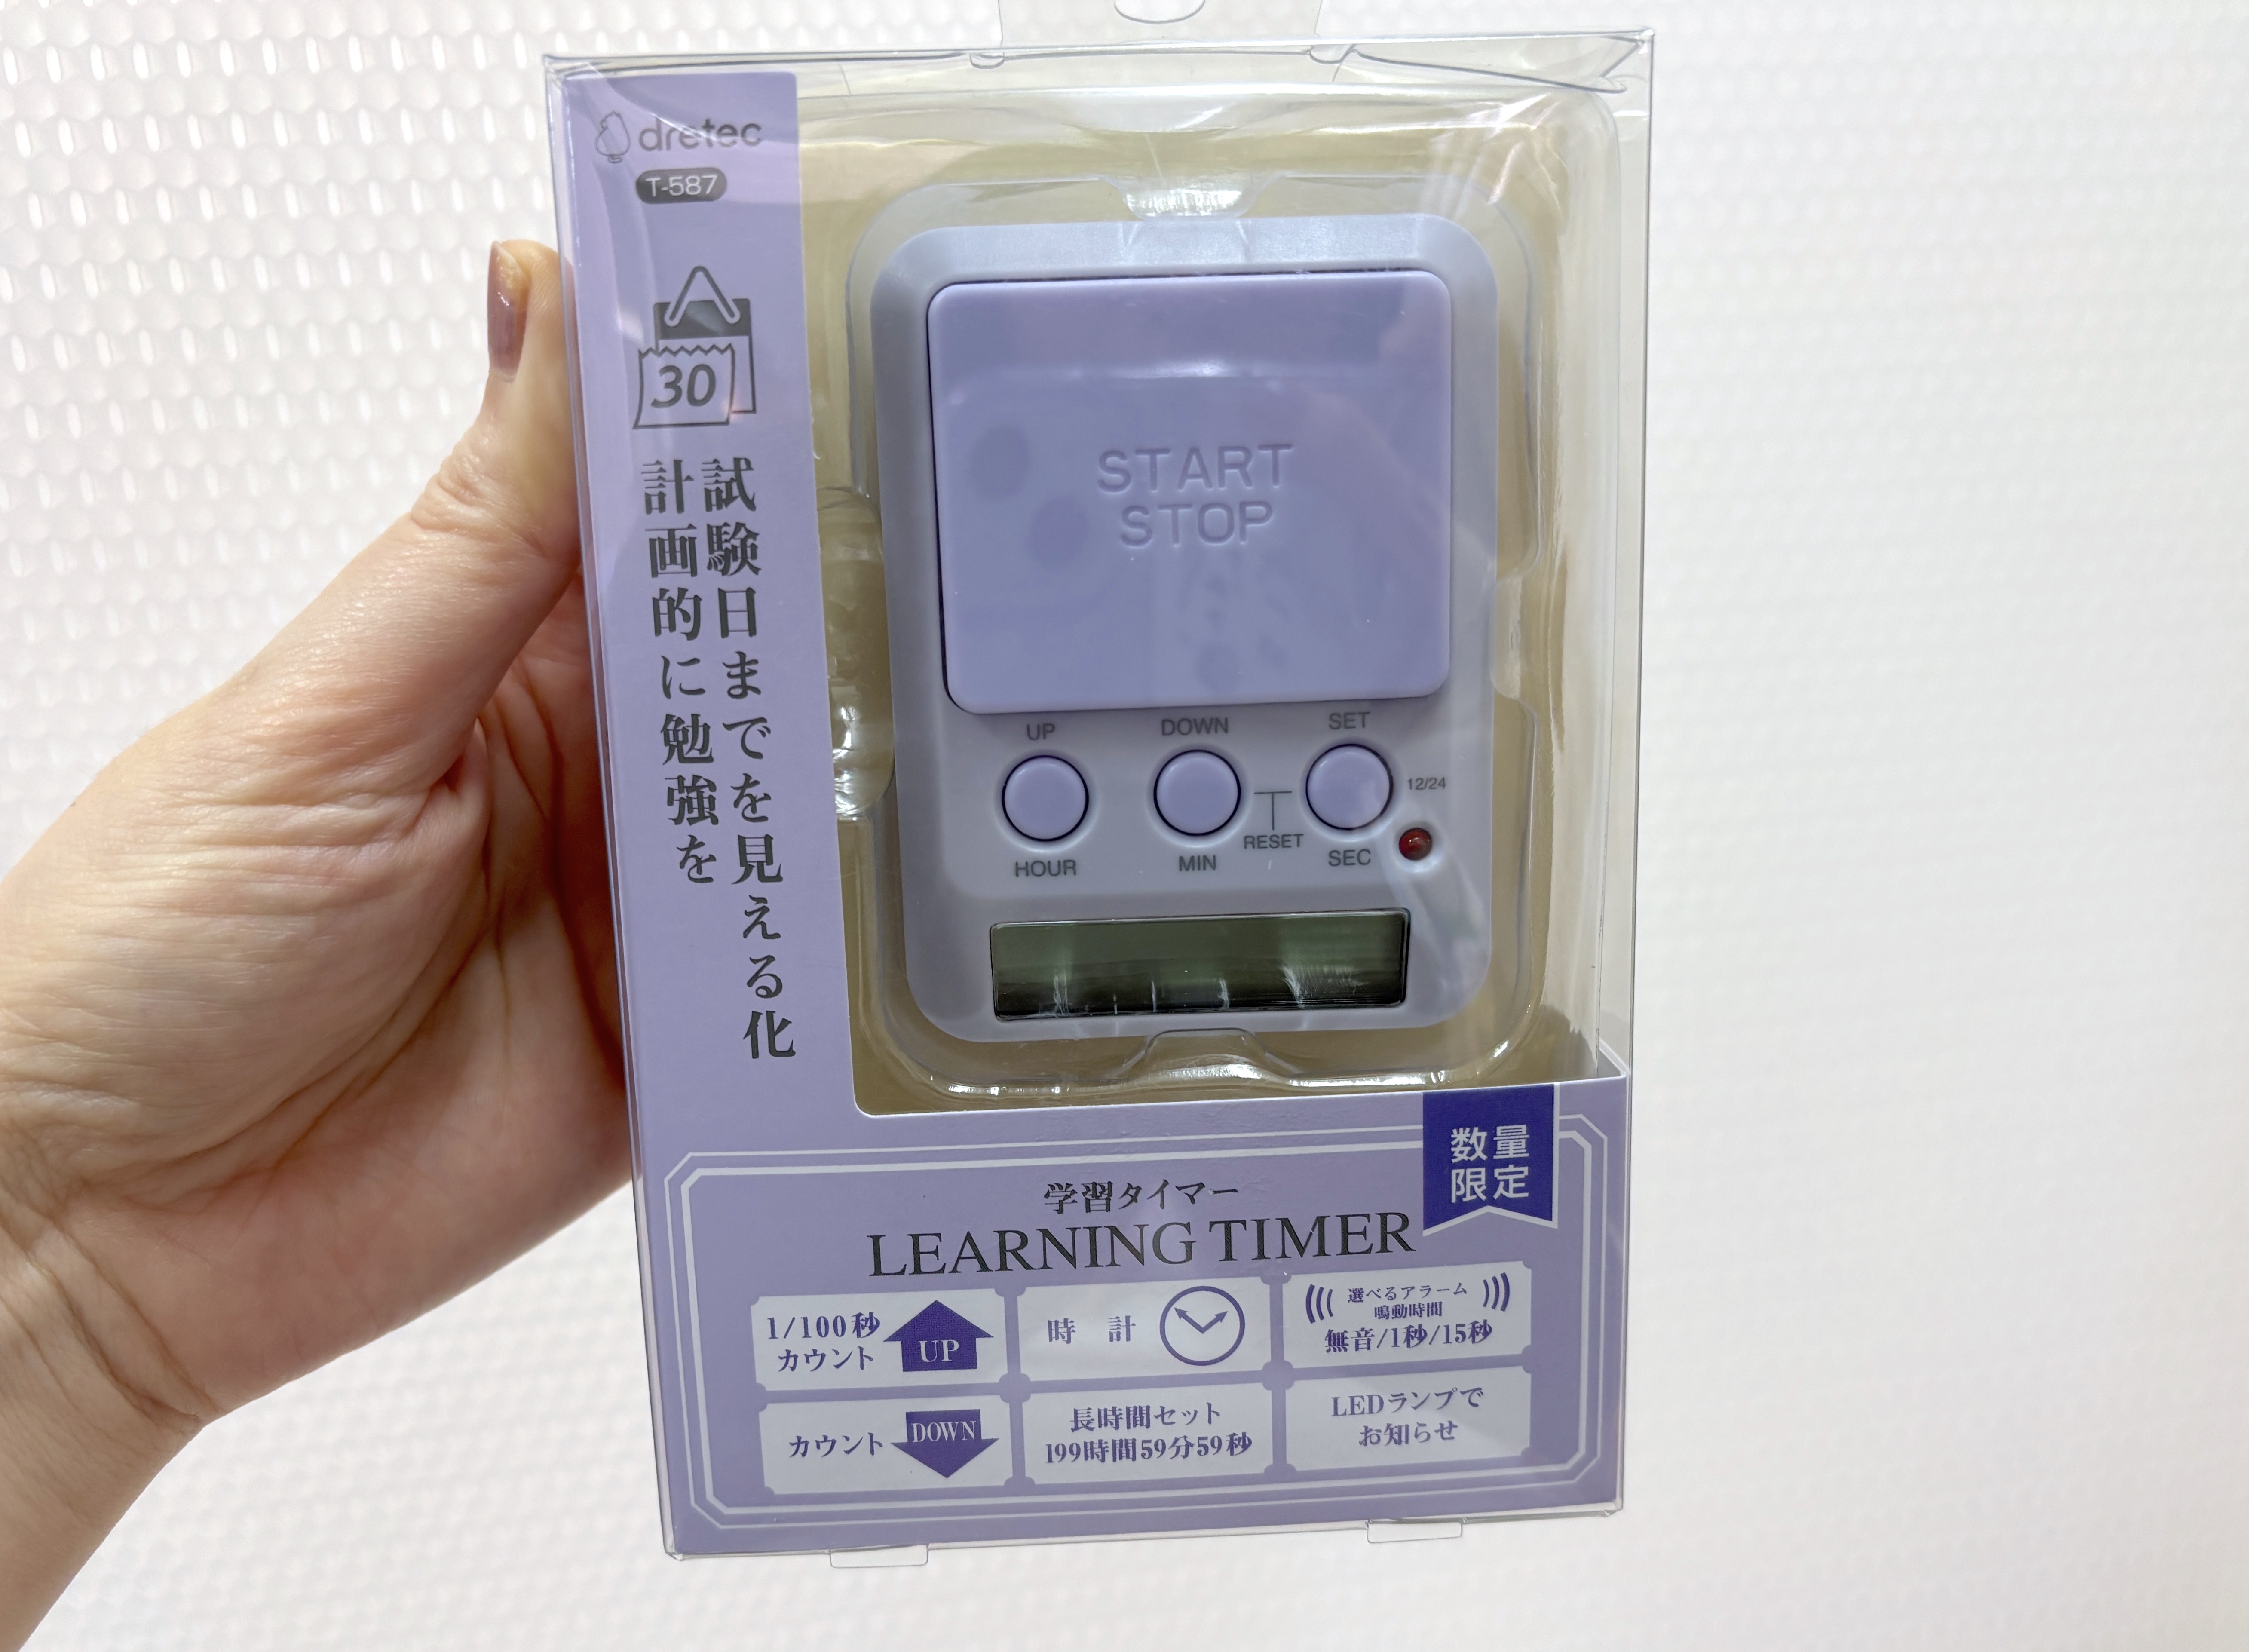 dretec
T-587
30
試験日までを見える化
計画的に勉強を
START
STOP
UP
DOWN
SET
12/24
RESET
HOUR
MIN
SEC
数量
限定
学習タイマー
LEARNING TIMER
1/100秒
カウント
UP
時 計
選べるアラーム
鳴動時間
無音/1秒/15秒
カウント
DOWN
長時間セット
199時間59分59秒
LEDランプで
お知らせ